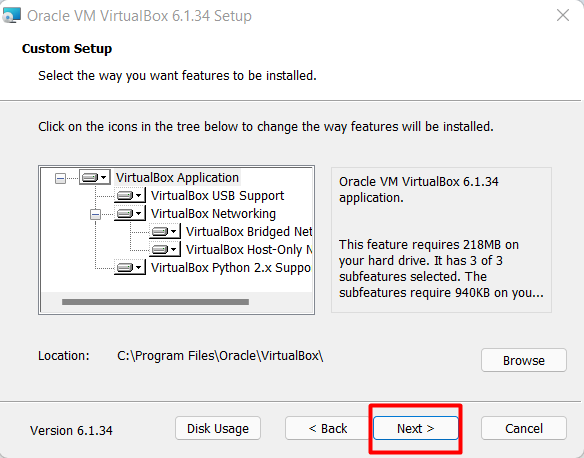 Oracle VM VirtualBox 6.1.34 Setup
Custom Setup
Select the way you want features to be installed.
Click on the icons in the tree below to change the way features will be installed.
VirtualBox Application
VirtualBox USB Support
VirtualBox Networking
VirtualBox Bridged Net
VirtualBox Host-Only N
VirtualBox Python 2.x Suppo
Oracle VM VirtualBox 6.1.34
application.
This feature requires 218MB on
your hard drive. It has 3 of 3
subfeatures selected. The
subfeatures require 940KB on you...
Location: C:\Program Files\Oracle\VirtualBox\
Browse
Version 6.1.34
Disk Usage
< Back
Next >
Cancel